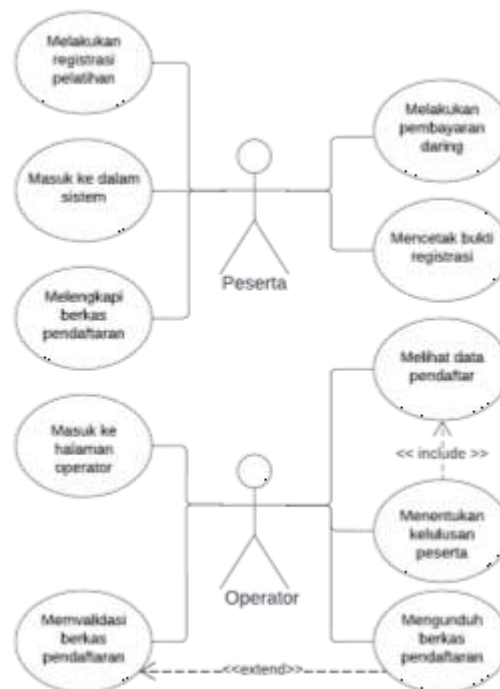 Melakukan
registrasi
pelatihan
Melakukan
pembayaran
daring
Masuk ke dalam
sistem
Mencetak bukti
registrasi
Peserta
Melengkapi
berkas
pendaftaran
Melihat data
pendaftar
Masuk ke
halaman
operator
<< include >>
Menentukan
kelulusan
peserta
Operator
Memvalidasi
berkas
pendaftaran
<<extend>>
Mengunduh
berkas
pendaftaran